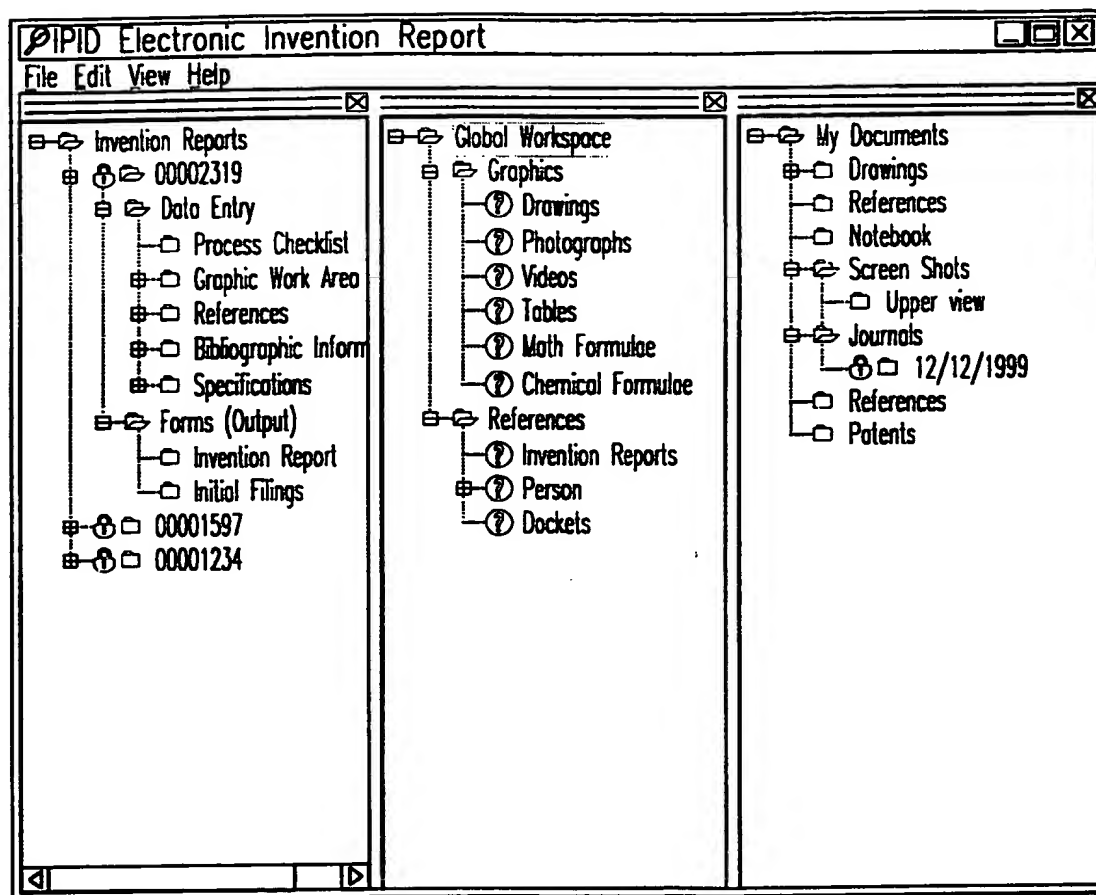 IPID Electronic Invention Report
File Edit View Help
Invention Reports
00002319
Data Entry
Process Checklist
Graphic Work Area
References
Bibliographic Inform
Specifications
Forms (Output)
Invention Report
Initial Filings
00001597
00001234
Global Workspace
Graphics
Drawings
Photographs
Videos
Tables
Math Formulae
Chemical Formulae
References
Invention Reports
Person
Dockets
My Documents
Drawings
References
Notebook
Screen Shots
Upper view
Journals
12/12/1999
References
Patents